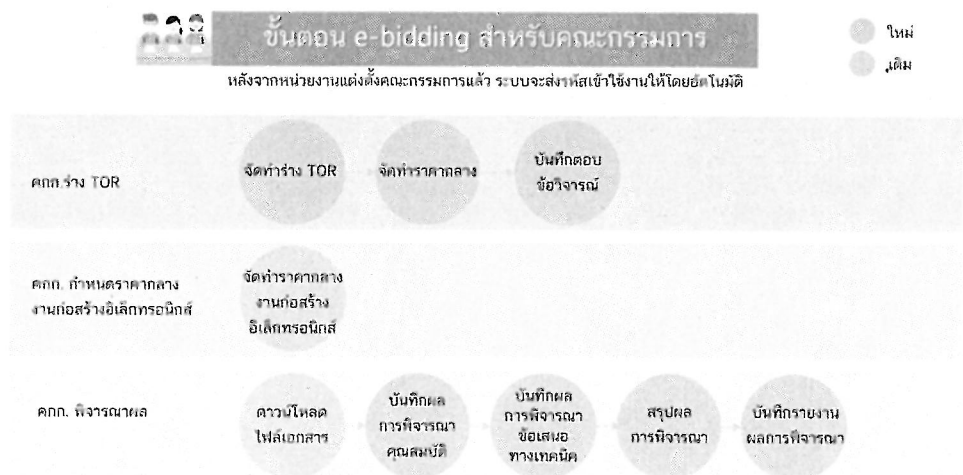 ขั้นตอน e-bidding สำหรับคณะกรรมการ
ใหม่
เดิม
หลังจากหน่วยงานแต่งตั้งคณะกรรมการแล้ว ระบบจะส่งรหัสเข้าใช้งานให้โดยอัตโนมัติ
คกก.ร่าง TOR
จัดทำร่าง TOR
จัดทำราคากลาง
บันทึกตอบ
ข้อวิจารณ์
คกก. กำหนดราคากลาง
งานก่อสร้างอิเล็กทรอนิกส์
จัดทำราคากลาง
งานก่อสร้าง
อิเล็กทรอนิกส์
คกก. พิจารณาผล
ดาวน์โหลด
ไฟล์เอกสาร
บันทึกผล
การพิจารณา
คุณสมบัติ
บันทึกผล
การพิจารณา
ข้อเสนอ
ทางเทคนิค
สรุปผล
การพิจารณา
บันทึกรายงาน
ผลการพิจารณา